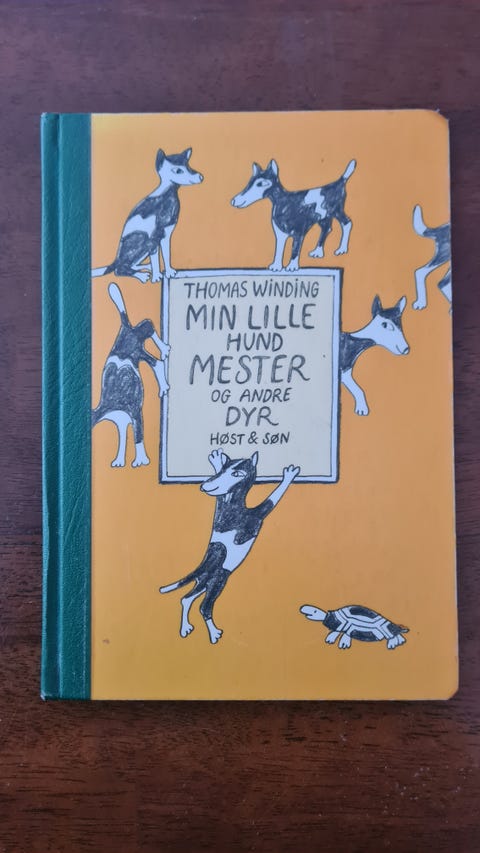 THOMAS WINDING
MIN LILLE
HUND
MESTER
OG ANDRE
DYR
HØST & SØN